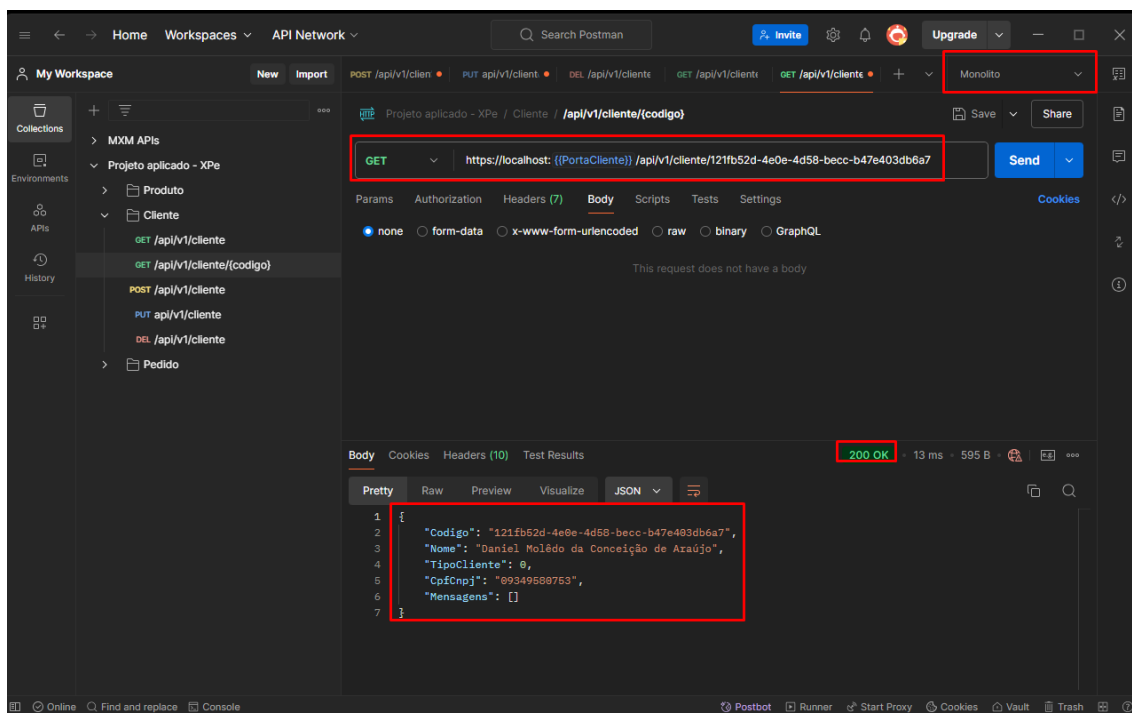 Home Workspaces API Network Search Postman Invite Upgrade
My Workspace New Import POST /api/v1/client PUT api/v1/client DEL /api/v1/cliente GET /api/v1/cliente GET /api/v1/cliente Monolito
Collections
Environments
APIs
History
MXM APIs
Projeto aplicado - XPe
Produto
Cliente
GET /api/v1/cliente
GET /api/v1/cliente/{codigo}
POST /api/v1/cliente
PUT api/v1/cliente
DEL /api/v1/cliente
Pedido
HTTP Projeto aplicado - XPe / Cliente / /api/v1/cliente/{codigo} Save Share
GET https://localhost: {{PortaCliente}} /api/v1/cliente/121fb52d-4e0e-4d58-becc-b47e403db6a7 Send
Params Authorization Headers (7) Body Scripts Tests Settings Cookies
none form-data x-www-form-urlencoded raw binary GraphQL
This request does not have a body
Body Cookies Headers (10) Test Results 200 OK 13 ms 595 B
Pretty Raw Preview Visualize JSON
1 {
2 "Codigo": "121fb52d-4e0e-4d58-becc-b47e403db6a7",
3 "Nome": "Daniel Molêdo da Conceição de Araújo",
4 "TipoCliente": 0,
5 "CpfCnpj": "09349580753",
6 "Mensagens": []
7 }
Online Find and replace Console Postbot Runner Start Proxy Cookies Vault Trash